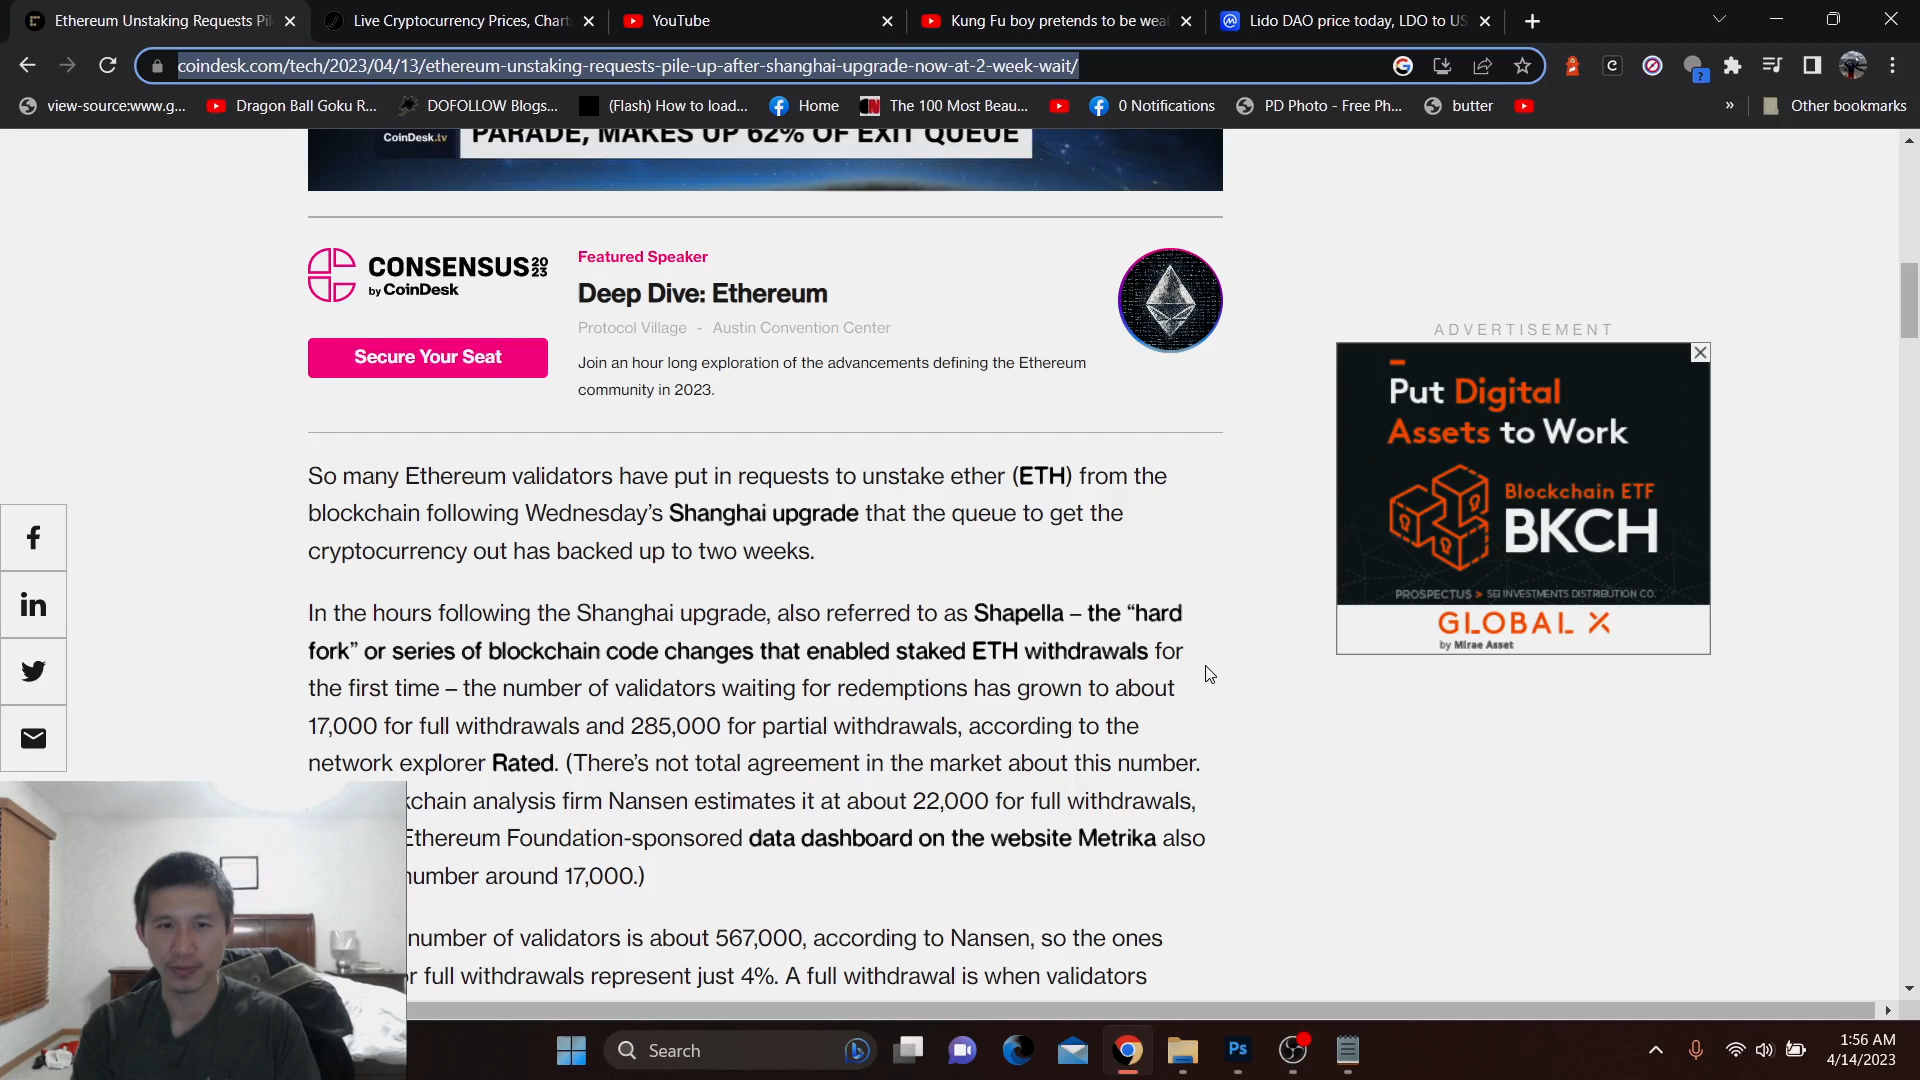 Ethereum Unstaking Requests Pil
Live Cryptocurrency Prices, Chart
YouTube
Kung Fu boy pretends to be weal
Lido DAO price today, LDO to US
coindesk.com/tech/2023/04/13/ethereum-unstaking-requests-pile-up-after-shanghai-upgrade-now-at-2-week-wait/
view-source:www.g...
Dragon Ball Goku R...
DOFOLLOW Blogs...
(Flash) How to load...
Home
The 100 Most Beau...
0 Notifications
PD Photo - Free Ph...
butter
»
Other bookmarks
CoinDesk.tv
PARADE, MAKES UP 62% OF EXIT QUEUE
CONSENSUS 2023
by CoinDesk
Secure Your Seat
Featured Speaker
Deep Dive: Ethereum
Protocol Village - Austin Convention Center
Join an hour long exploration of the advancements defining the Ethereum
community in 2023.
ADVERTISEMENT
Put Digital
Assets to Work
Blockchain ETF
BKCH
PROSPECTUS > SEI INVESTMENTS DISTRIBUTION CO.
GLOBAL X
by Mirae Asset
So many Ethereum validators have put in requests to unstake ether (ETH) from the
blockchain following Wednesday’s Shanghai upgrade that the queue to get the
cryptocurrency out has backed up to two weeks.
In the hours following the Shanghai upgrade, also referred to as Shapella – the “hard
fork” or series of blockchain code changes that enabled staked ETH withdrawals for
the first time – the number of validators waiting for redemptions has grown to about
17,000 for full withdrawals and 285,000 for partial withdrawals, according to the
network explorer Rated. (There’s not total agreement in the market about this number.
kchain analysis firm Nansen estimates it at about 22,000 for full withdrawals,
Ethereum Foundation-sponsored data dashboard on the website Metrika also
number around 17,000.)
number of validators is about 567,000, according to Nansen, so the ones
r full withdrawals represent just 4%. A full withdrawal is when validators
Search
Ps
1:56 AM
4/14/2023